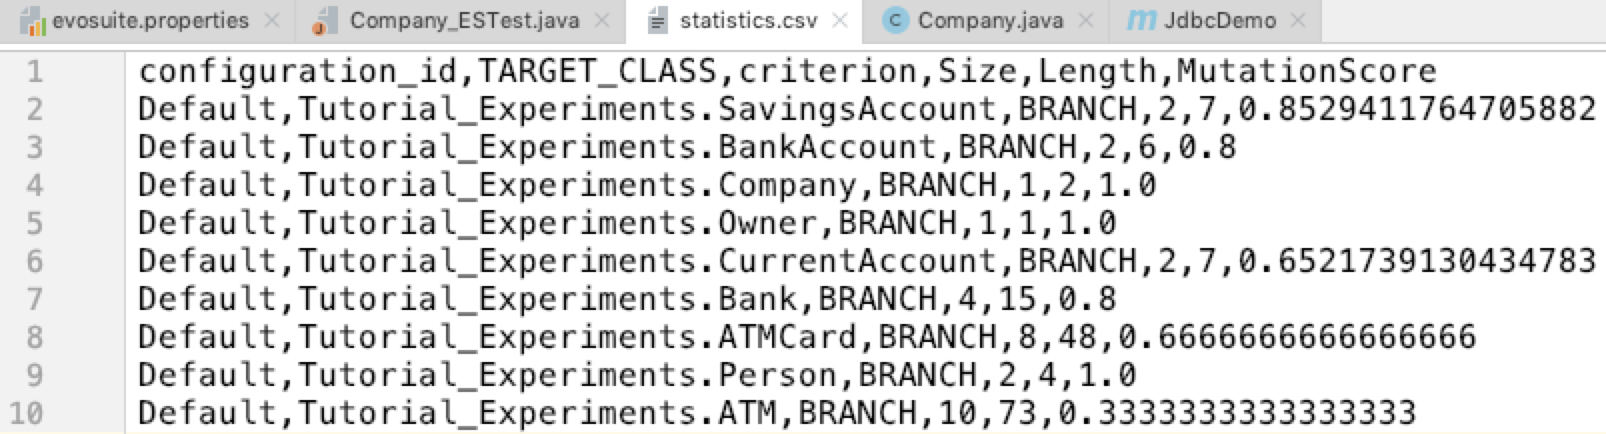 evosuite.properties Company_ESTest.java statistics.csv Company.java JdbcDemo
1 configuration_id,TARGET_CLASS,criterion,Size,Length,MutationScore
2 Default,Tutorial_Experiments.SavingsAccount,BRANCH,2,7,0.8529411764705882
3 Default,Tutorial_Experiments.BankAccount,BRANCH,2,6,0.8
4 Default,Tutorial_Experiments.Company,BRANCH,1,2,1.0
5 Default,Tutorial_Experiments.Owner,BRANCH,1,1,1.0
6 Default,Tutorial_Experiments.CurrentAccount,BRANCH,2,7,0.6521739130434783
7 Default,Tutorial_Experiments.Bank,BRANCH,4,15,0.8
8 Default,Tutorial_Experiments.ATMCard,BRANCH,8,48,0.6666666666666666
9 Default,Tutorial_Experiments.Person,BRANCH,2,4,1.0
10 Default,Tutorial_Experiments.ATM,BRANCH,10,73,0.3333333333333333